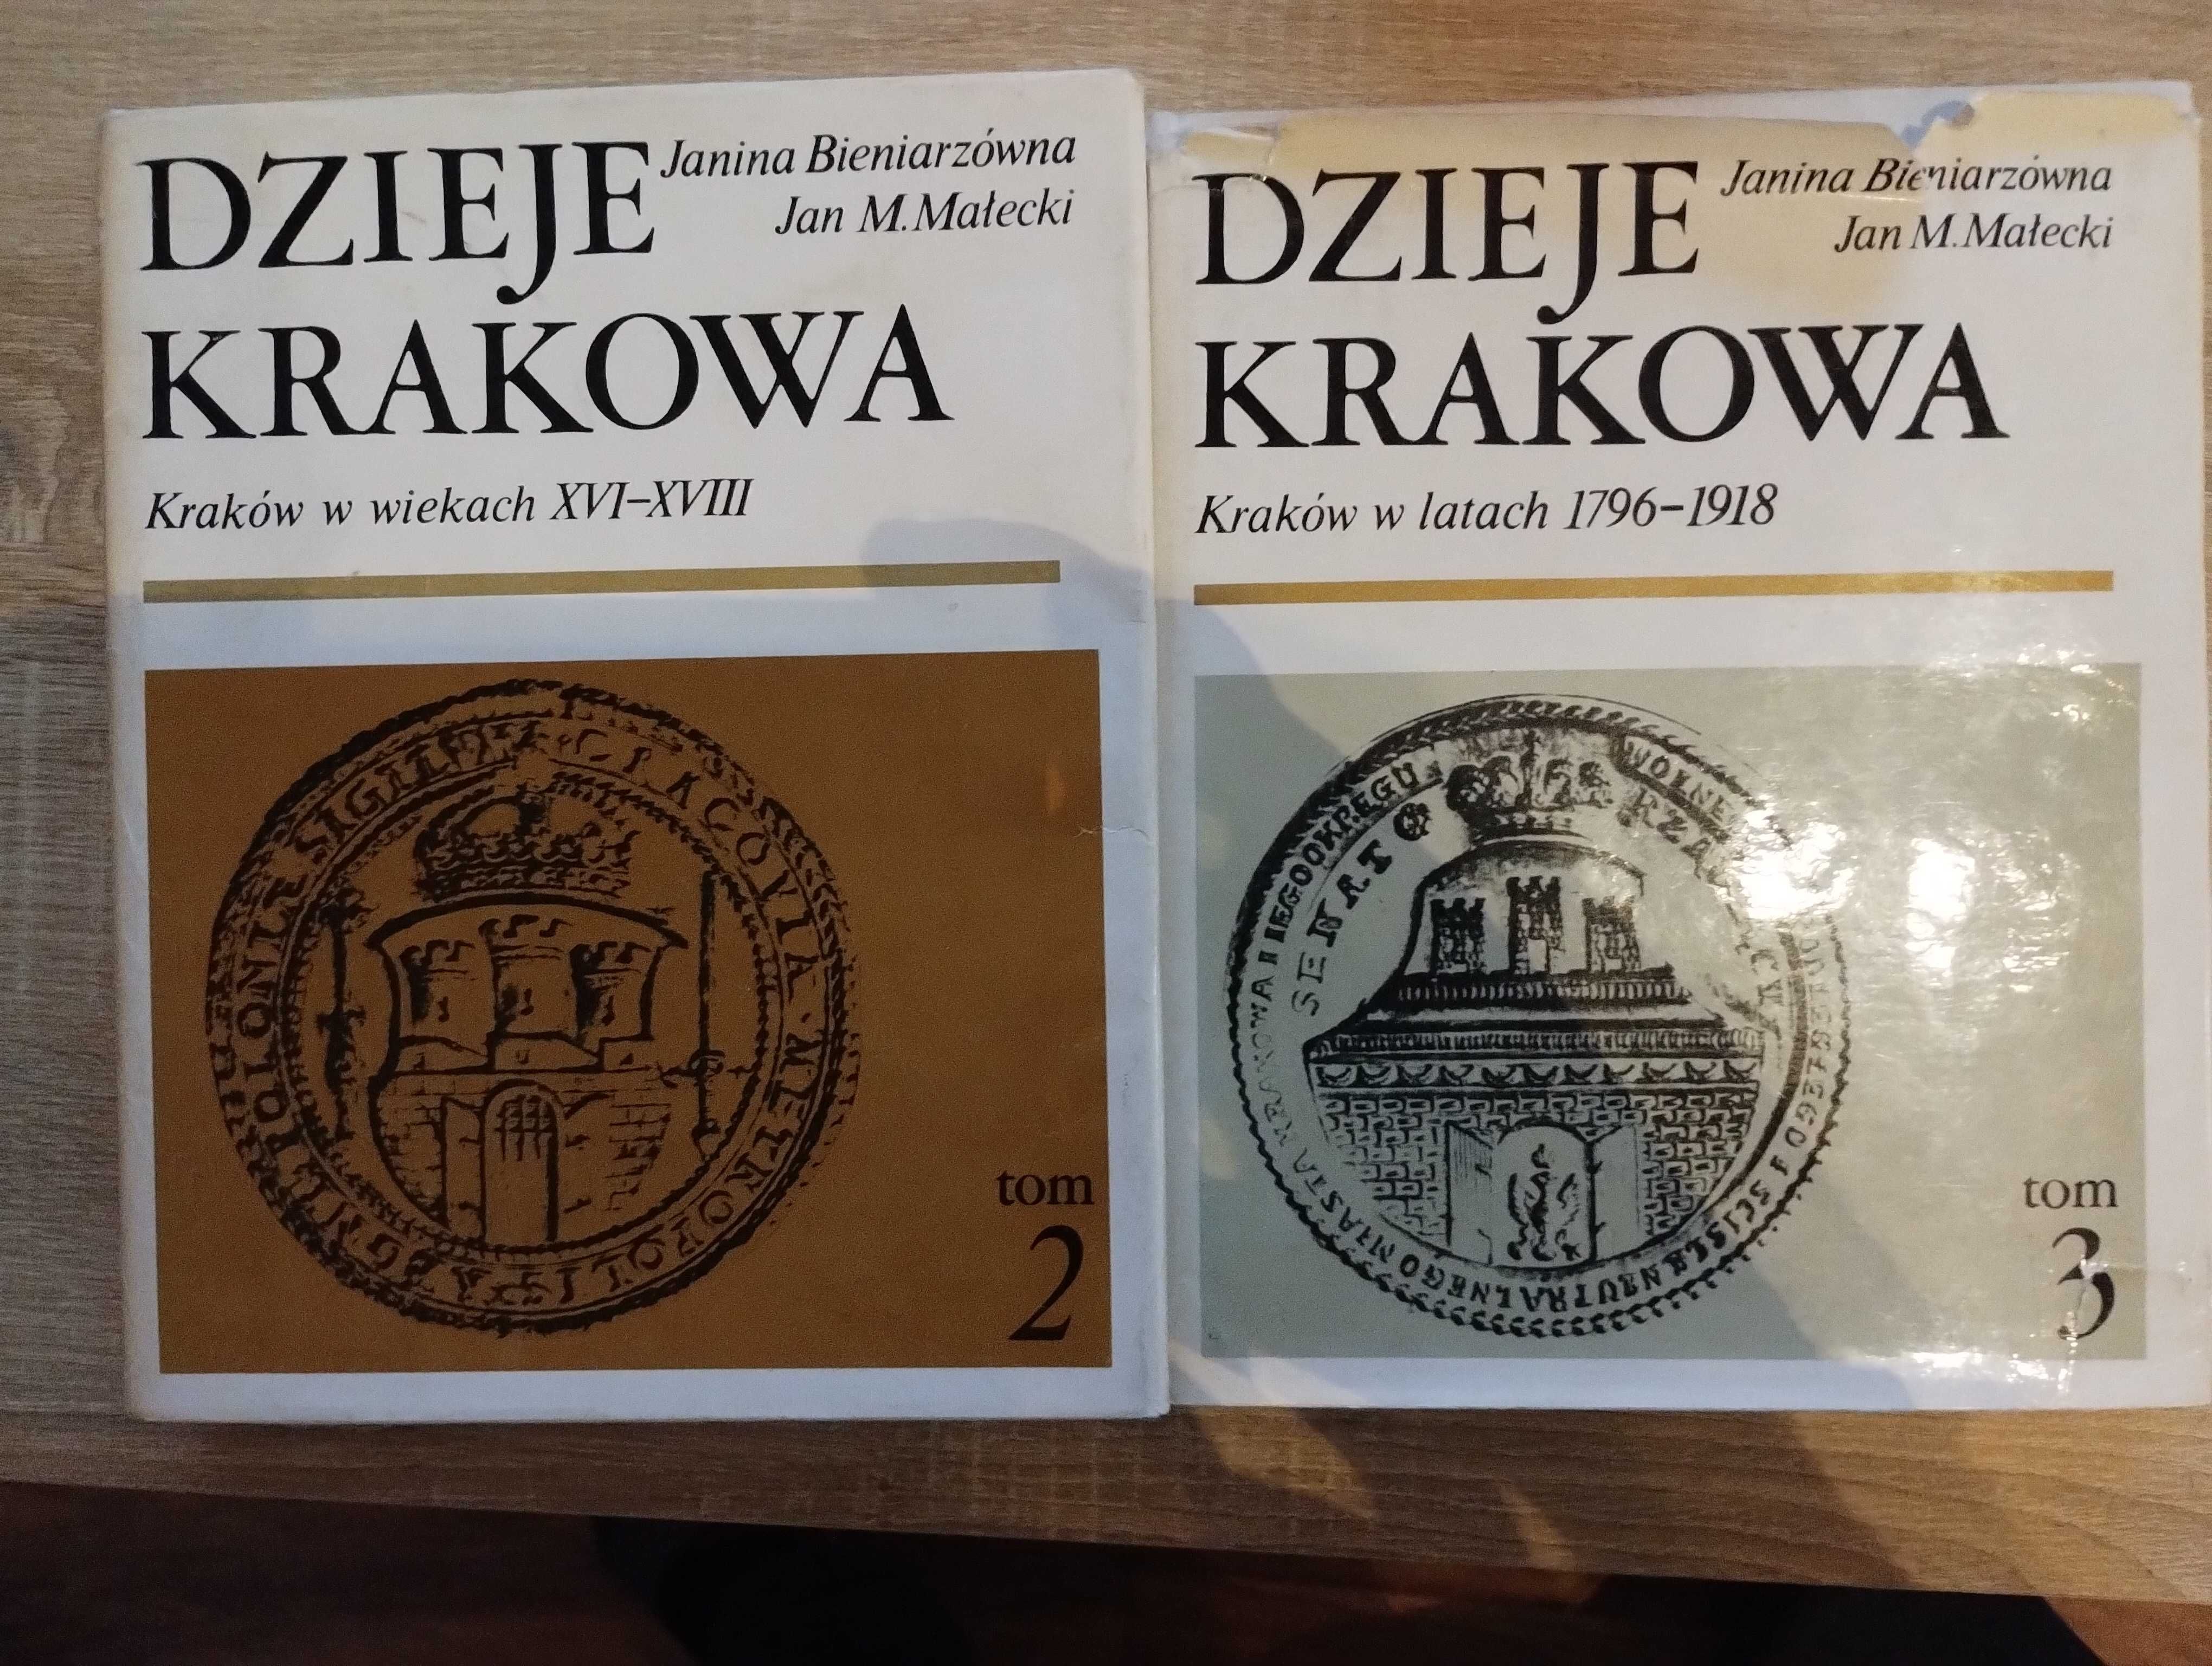 DZIEJE
Janina Bieniarzówna
Jan M. Małecki
KRAKOWA
Kraków w wiekach XVI–XVIII
tom
2
DZIEJE
Janina Bieniarzówna
Jan M. Małecki
KRAKOWA
Kraków w latach 1796–1918
SENAT
tom
3